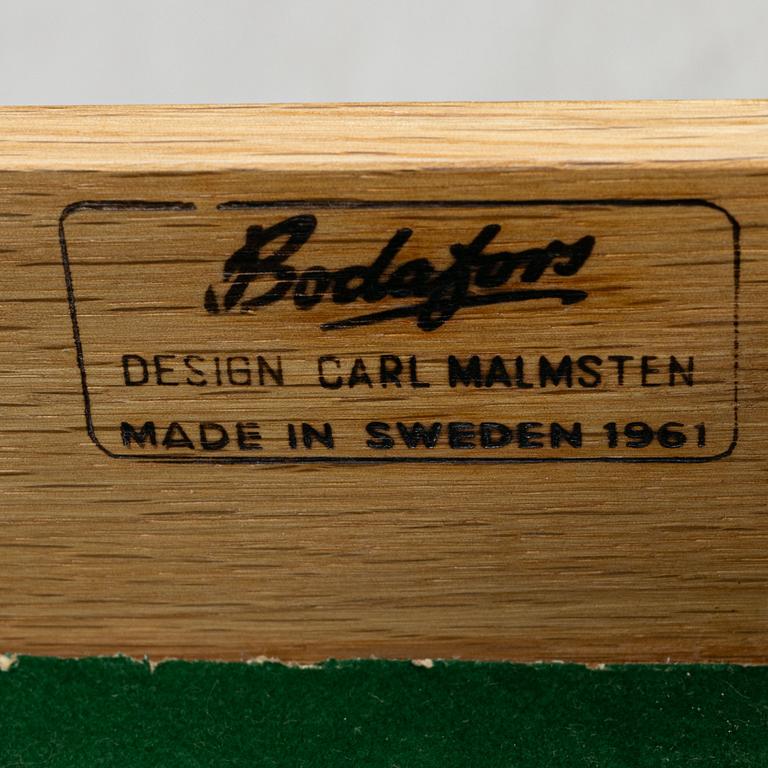 Bodafors
DESIGN CARL MALMSTEN
MADE IN SWEDEN 1961